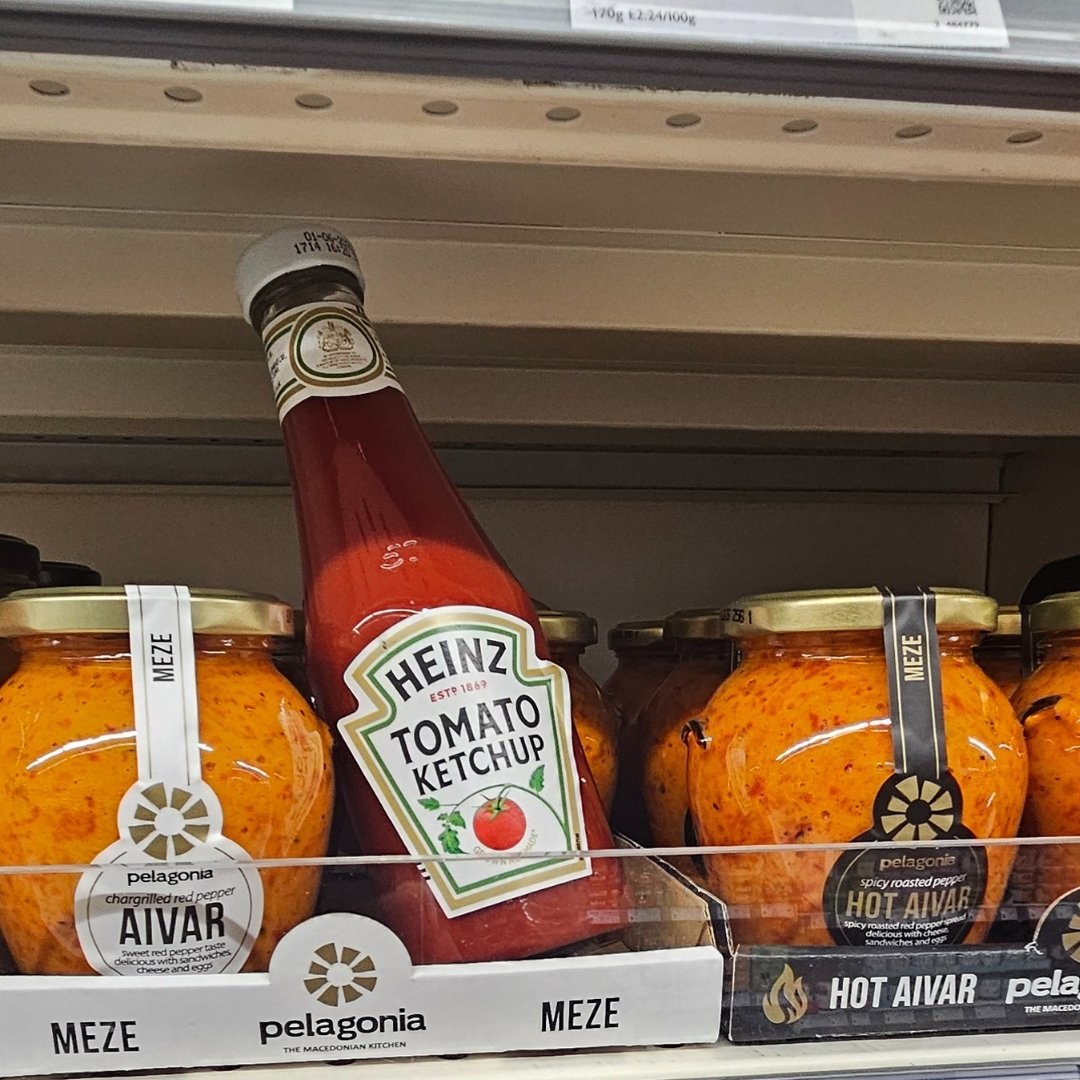 170g £2.24/100g
1714 16:20
HEINZ
ESTD 1869
TOMATO
KETCHUP
MEZE
pelagonia
chargrilled red pepper
AIVAR
sweet red pepper taste
delicious with sandwiches,
cheese and eggs
MEZE
pelagonia
THE MACEDONIAN KITCHEN
MEZE
MEZE
pelagonia
spicy roasted pepper
HOT AIVAR
spicy roasted red pepper spread
delicious with cheese,
sandwiches and eggs
HOT AIVAR
pela
THE MACEDO